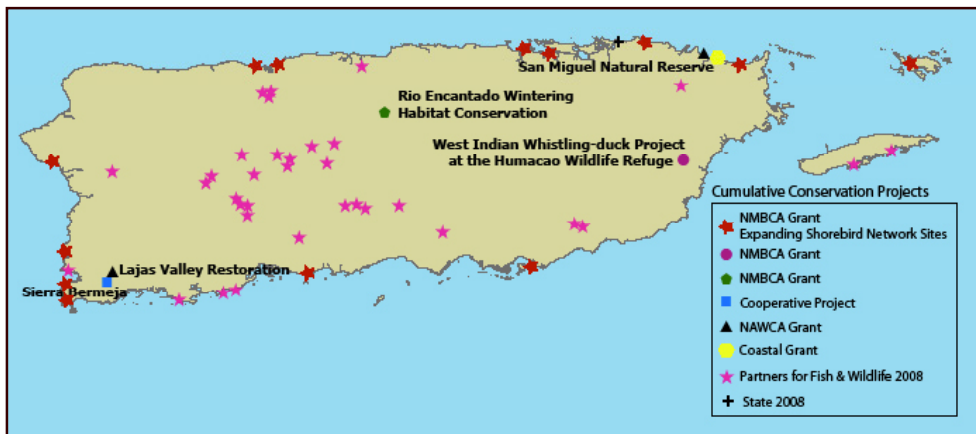 San Miguel Natural Reserve
Rio Encantado Wintering
Habitat Conservation
West Indian Whistling-duck Project
at the Humacao Wildlife Refuge
Lajas Valley Restoration
Sierra Bermeja
Cumulative Conservation Projects
NMBCA Grant
Expanding Shorebird Network Sites
NMBCA Grant
NMBCA Grant
Cooperative Project
NAWCA Grant
Coastal Grant
Partners for Fish & Wildlife 2008
State 2008